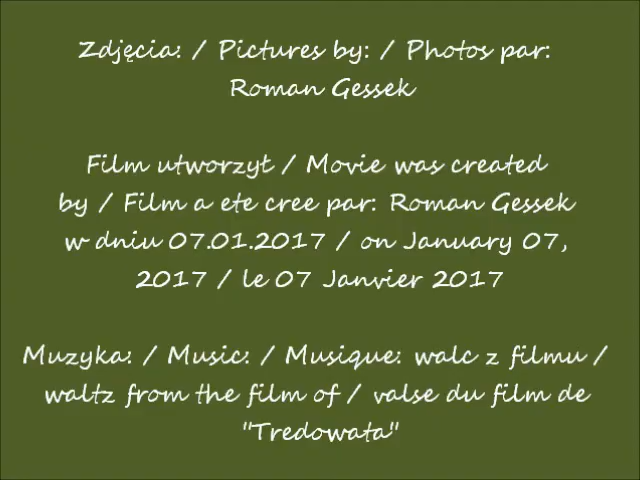 Zdjęcia: / Pictures by: / Photos par:
Roman Gessek
Film utworzył / Movie was created
by / Film a ete cree par: Roman Gessek
w dniu 07.01.2017 / on January 07,
2017 / le 07 Janvier 2017
Muzyka: / Music: / Musique: walc z filmu /
waltz from the film of / valse du film de
"Tredowata"